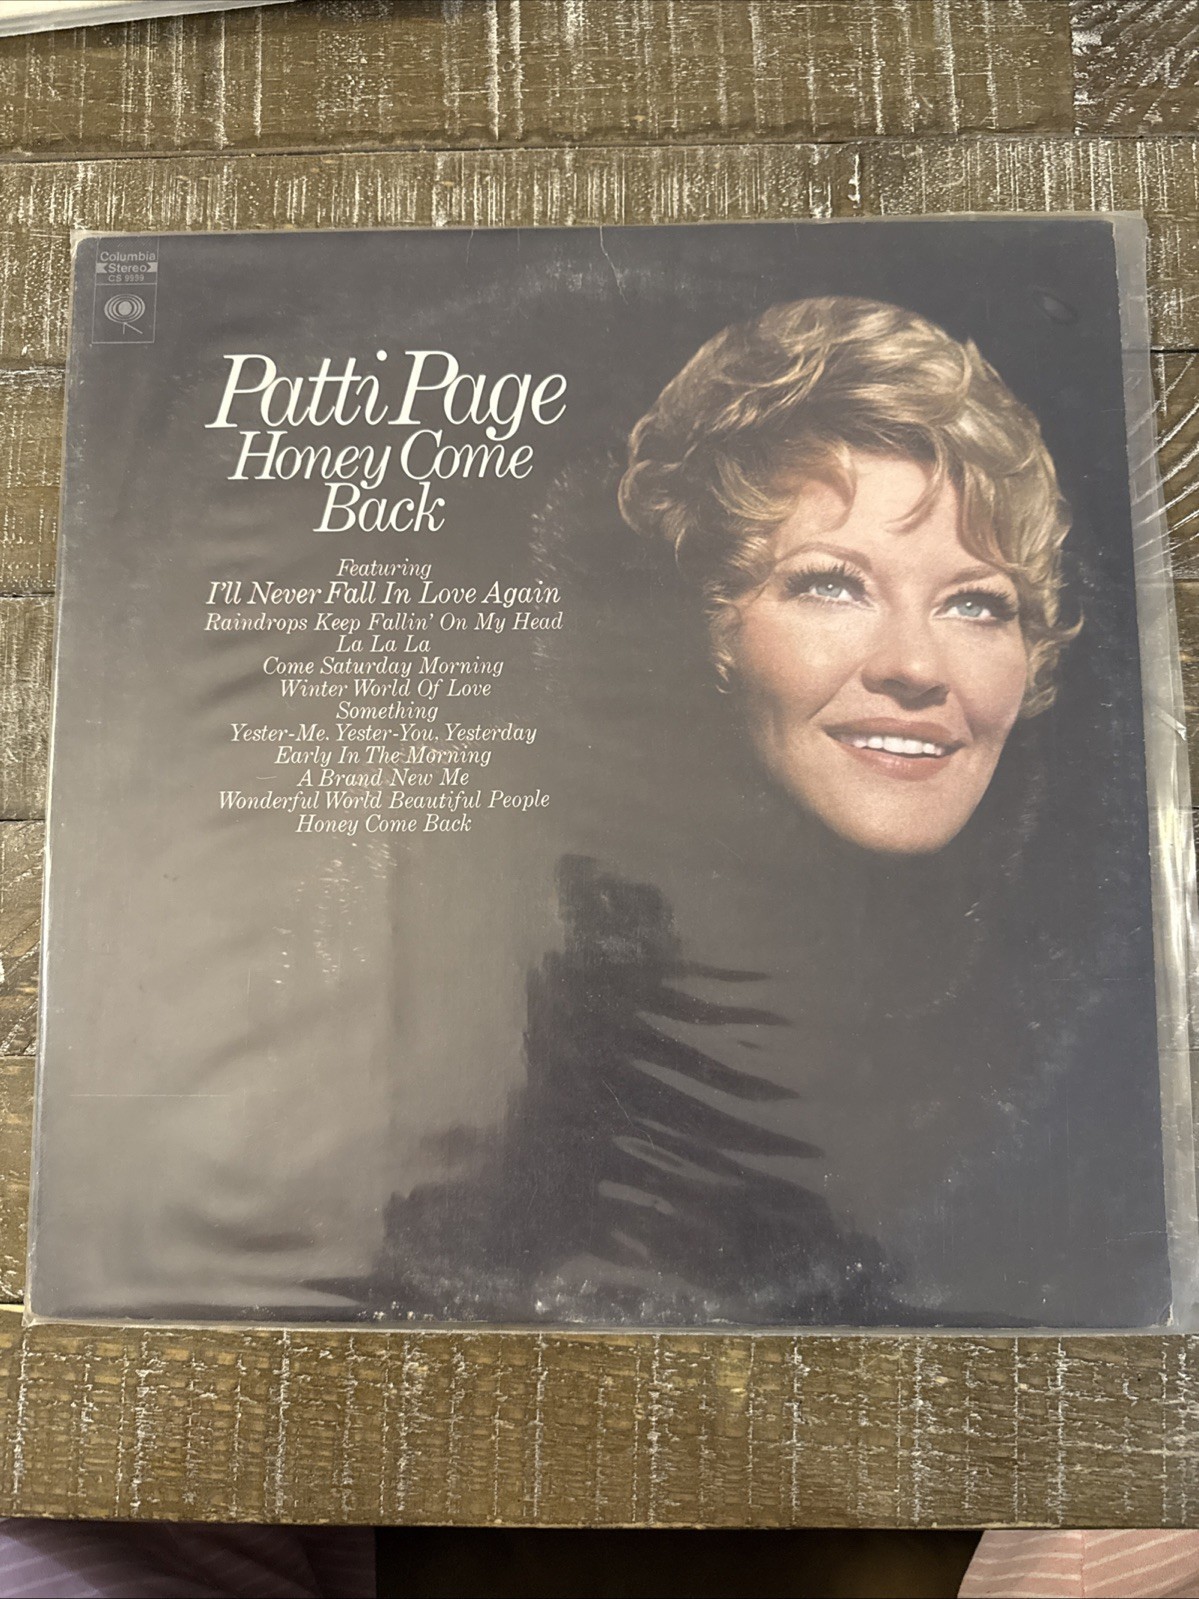 Columbia
Stereo
CS 9999
Patti Page
Honey Come
Back
Featuring
I'll Never Fall In Love Again
Raindrops Keep Fallin' On My Head
La La La
Come Saturday Morning
Winter World Of Love
Something
Yester-Me, Yester-You, Yesterday
Early In The Morning
A Brand New Me
Wonderful World Beautiful People
Honey Come Back